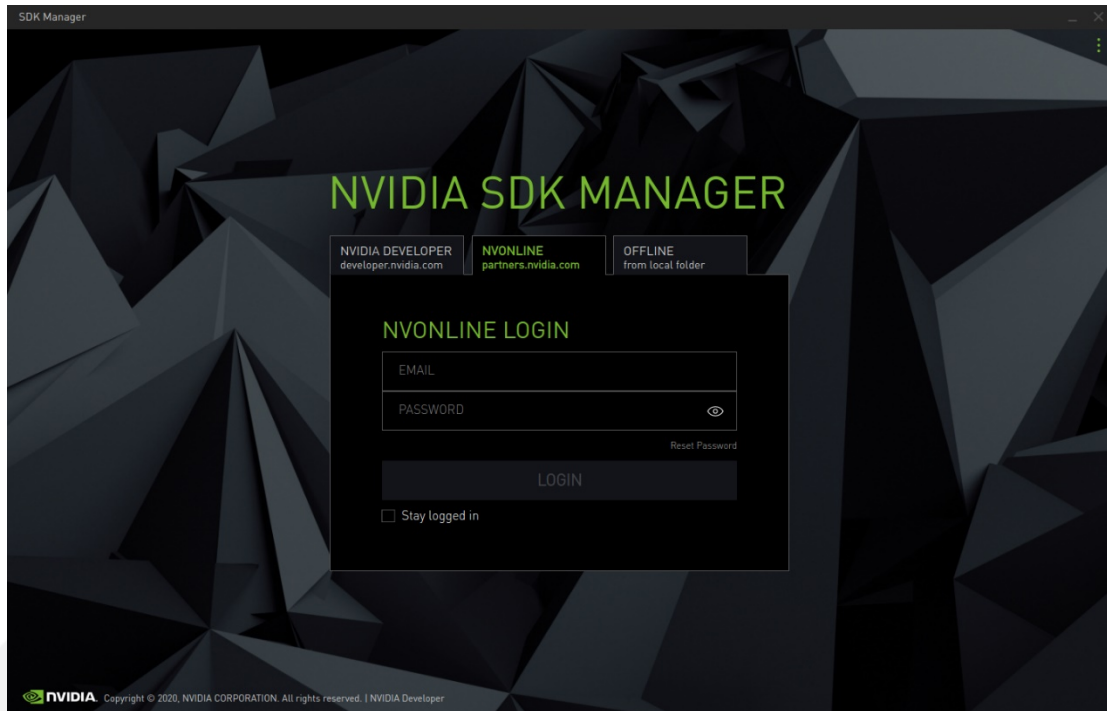 SDK Manager
NVIDIA SDK MANAGER
NVIDIA DEVELOPER
developer.nvidia.com
NVONLINE
partners.nvidia.com
OFFLINE
from local folder
NVONLINE LOGIN
EMAIL
PASSWORD
Reset Password
LOGIN
Stay logged in
NVIDIA. Copyright © 2020, NVIDIA CORPORATION. All rights reserved. | NVIDIA Developer